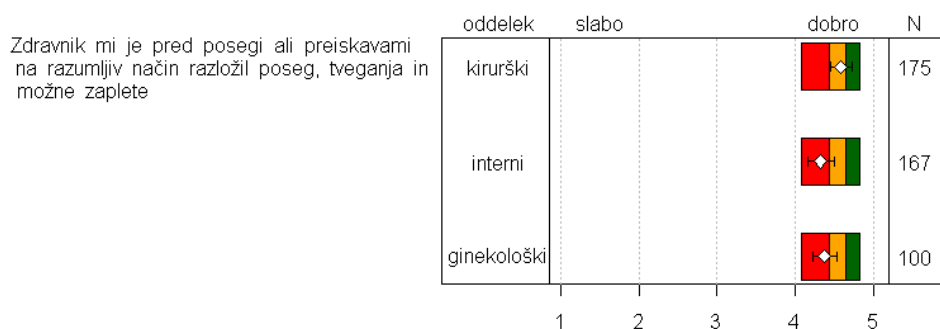 oddelek slabo dobro N
Zdravnik mi je pred posegi ali preiskavami
na razumljiv način razložil poseg, tveganja in
možne zaplete
kirurški 175
interni 167
ginekološki 100
1 2 3 4 5